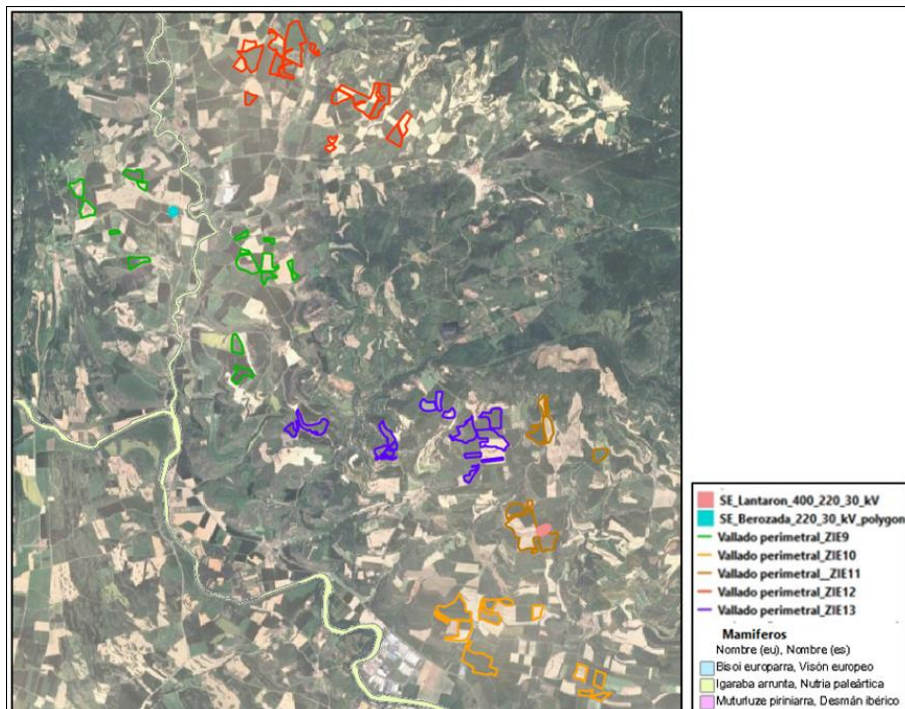 SE_Lantaron_400_220_30_kV
SE_Berozada_220_30_kV_polygon
Vallado perimetral_ZIE9
Vallado perimetral_ZIE10
Vallado perimetral__ZIE11
Vallado perimetral_ZIE12
Vallado perimetral_ZIE13
Mamiferos
Nombre (eu), Nombre (es)
Bisoi europarra, Visón europeo
Igaraba arrunta, Nutria paleártica
Muturluze piriniarra, Desmán ibérico